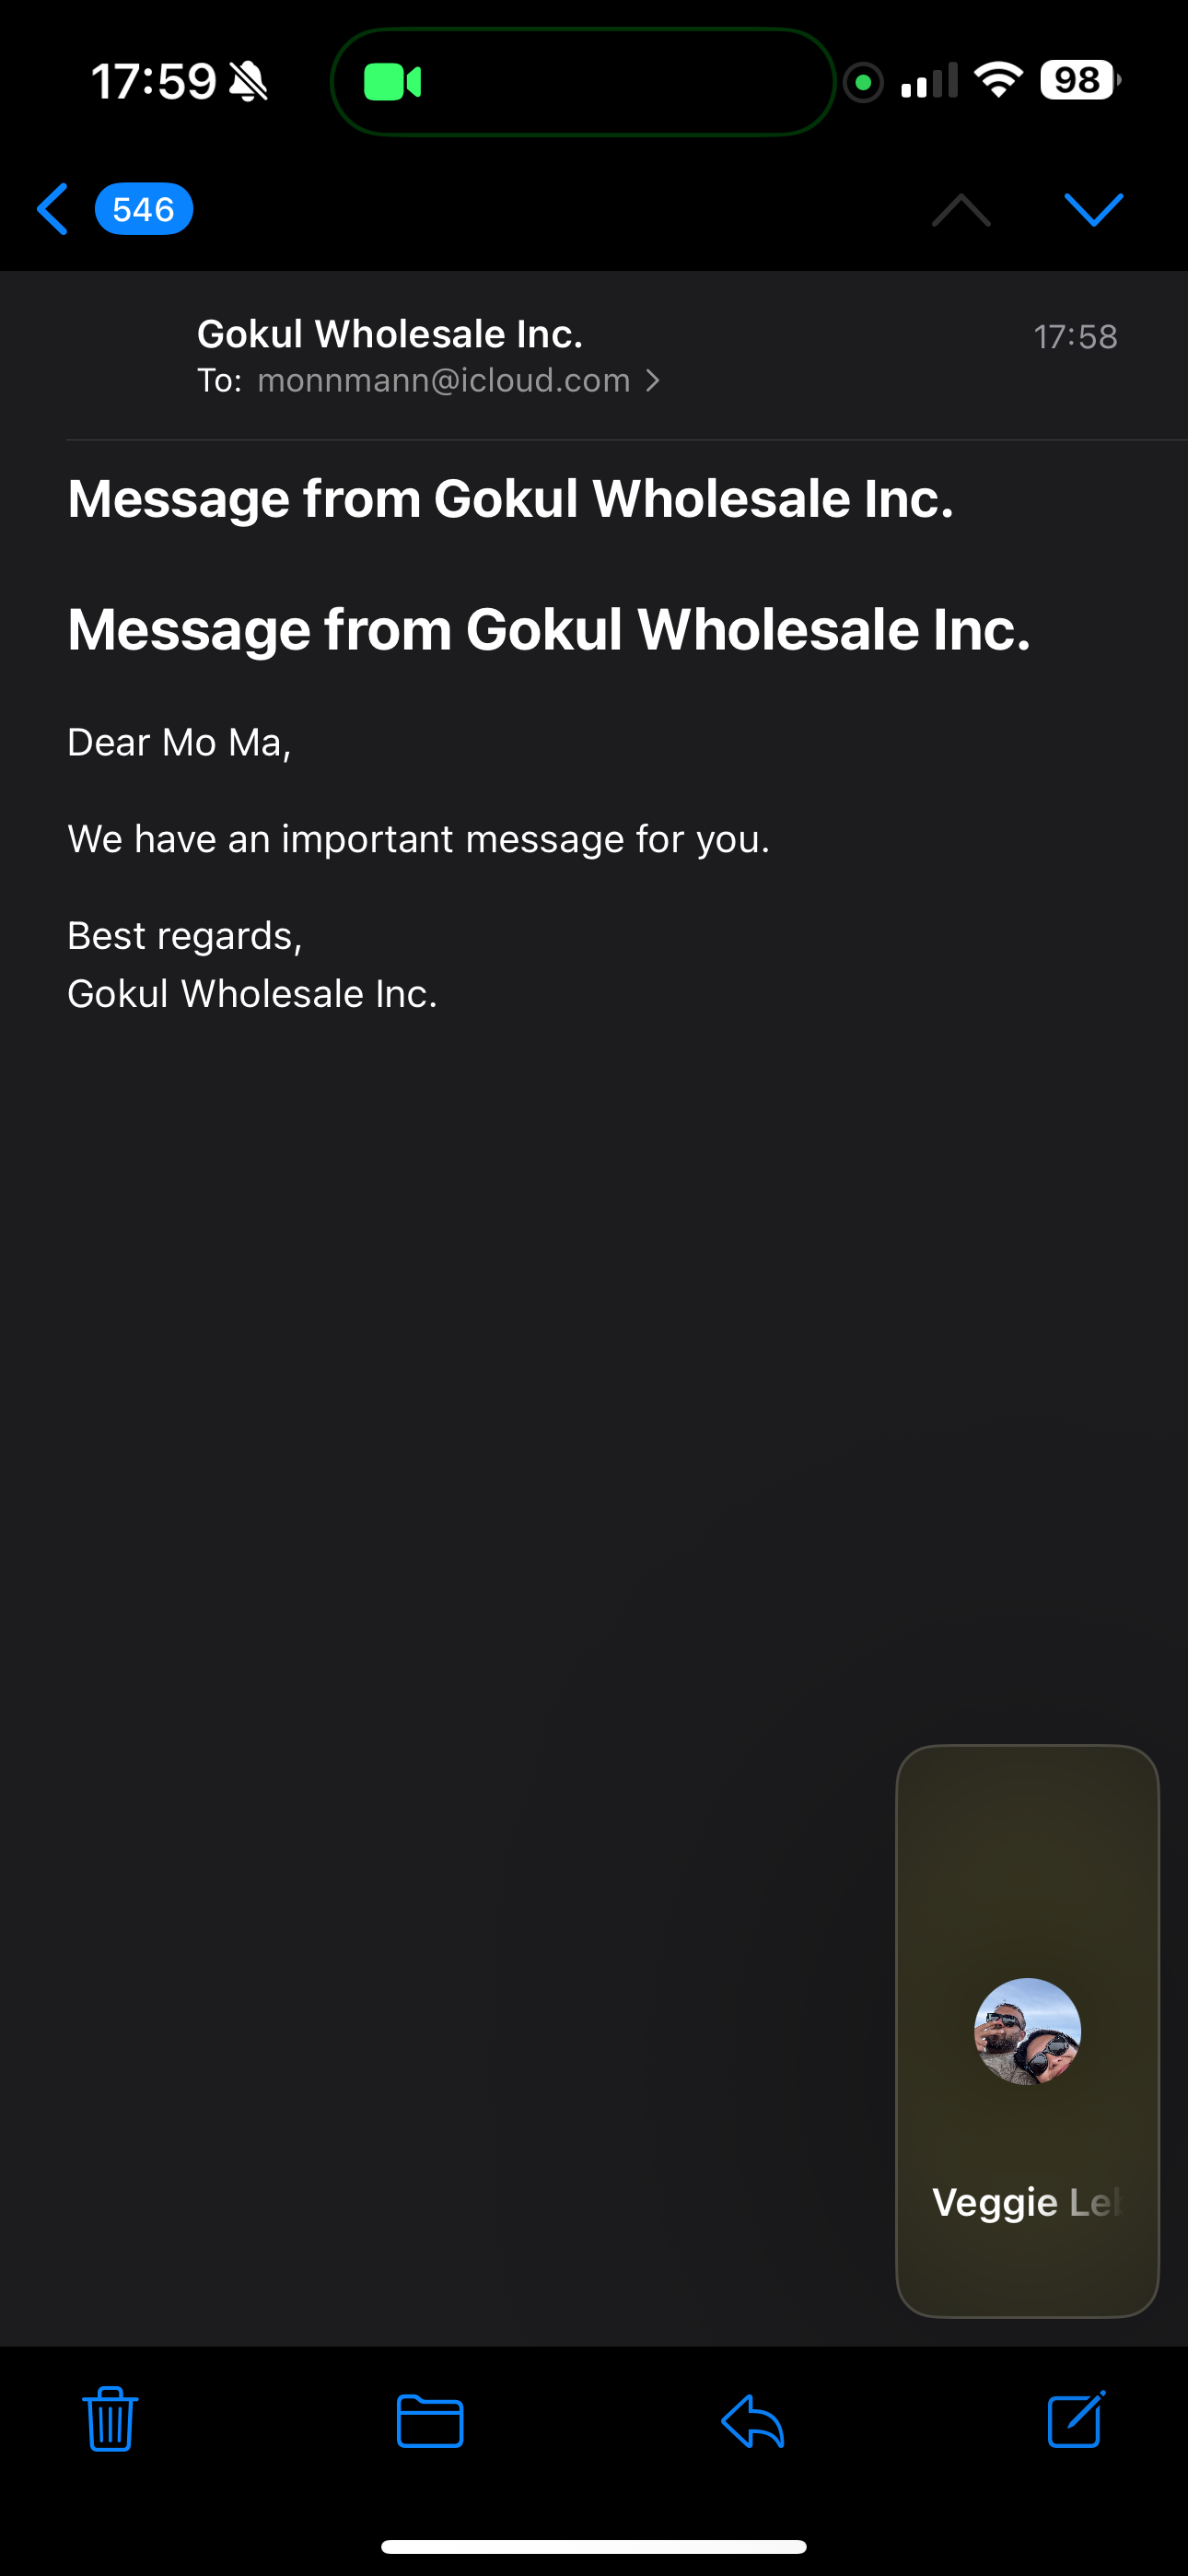 17:59
98
546
Gokul Wholesale Inc.
17:58
To: monnmann@icloud.com
Message from Gokul Wholesale Inc.
Message from Gokul Wholesale Inc.
Dear Mo Ma,
We have an important message for you.
Best regards,
Gokul Wholesale Inc.
Veggie